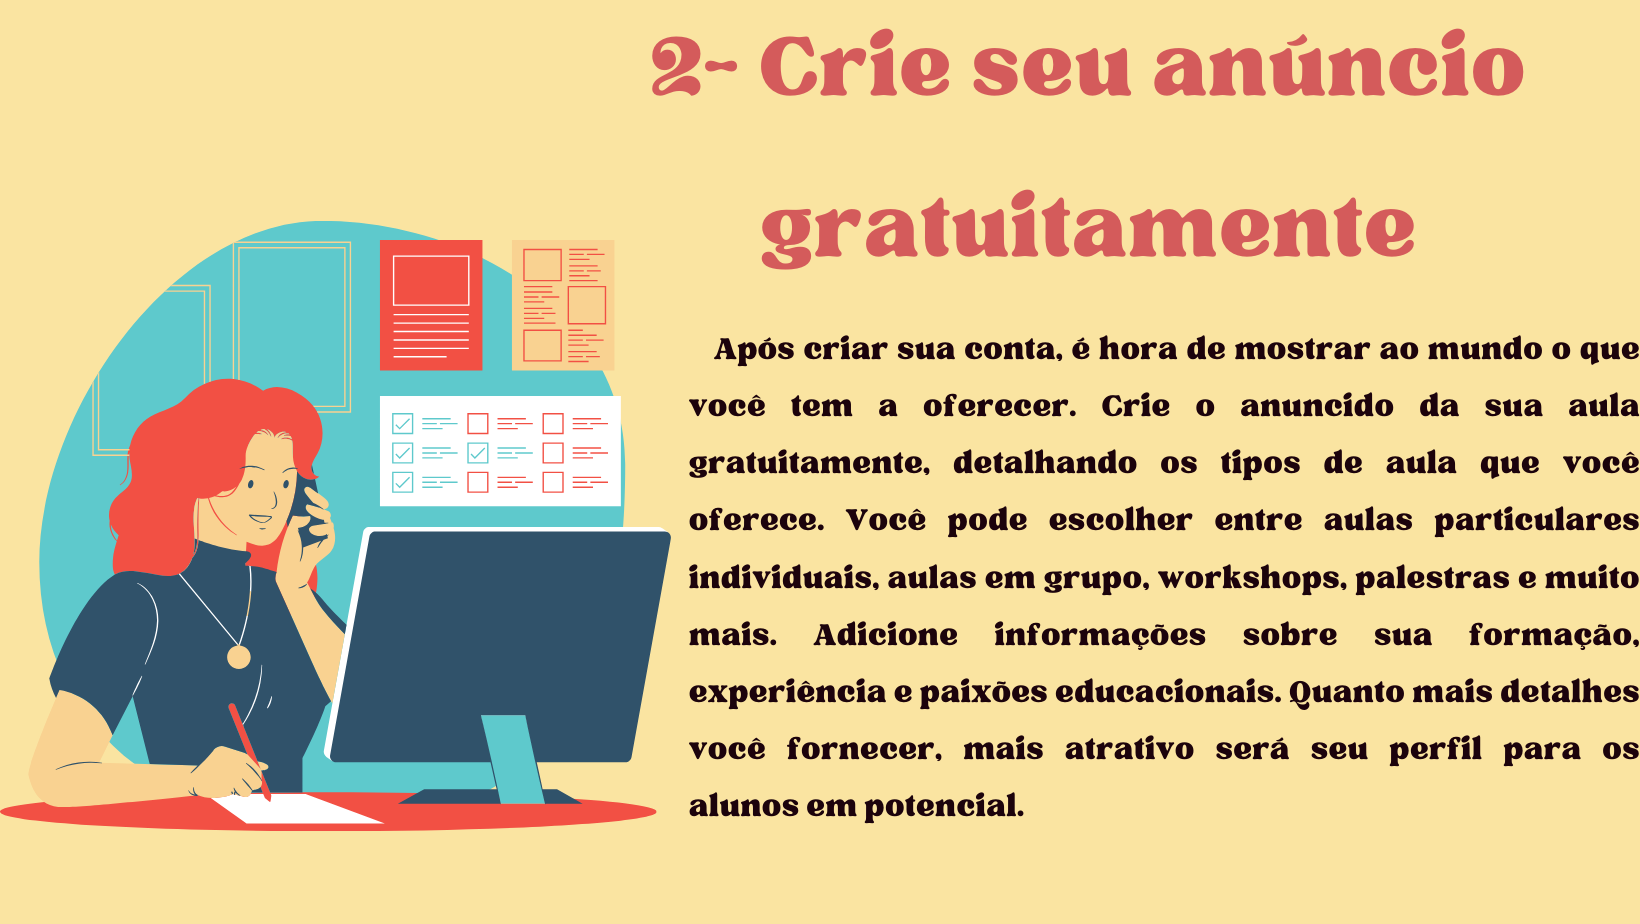 2- Crie seu anúncio
gratuitamente
Após criar sua conta, é hora de mostrar ao mundo o que
você tem a oferecer. Crie o anuncido da sua aula
gratuitamente, detalhando os tipos de aula que você
oferece. Você pode escolher entre aulas particulares
individuais, aulas em grupo, workshops, palestras e muito
mais. Adicione informações sobre sua formação,
experiência e paixões educacionais. Quanto mais detalhes
você fornecer, mais atrativo será seu perfil para os
alunos em potencial.